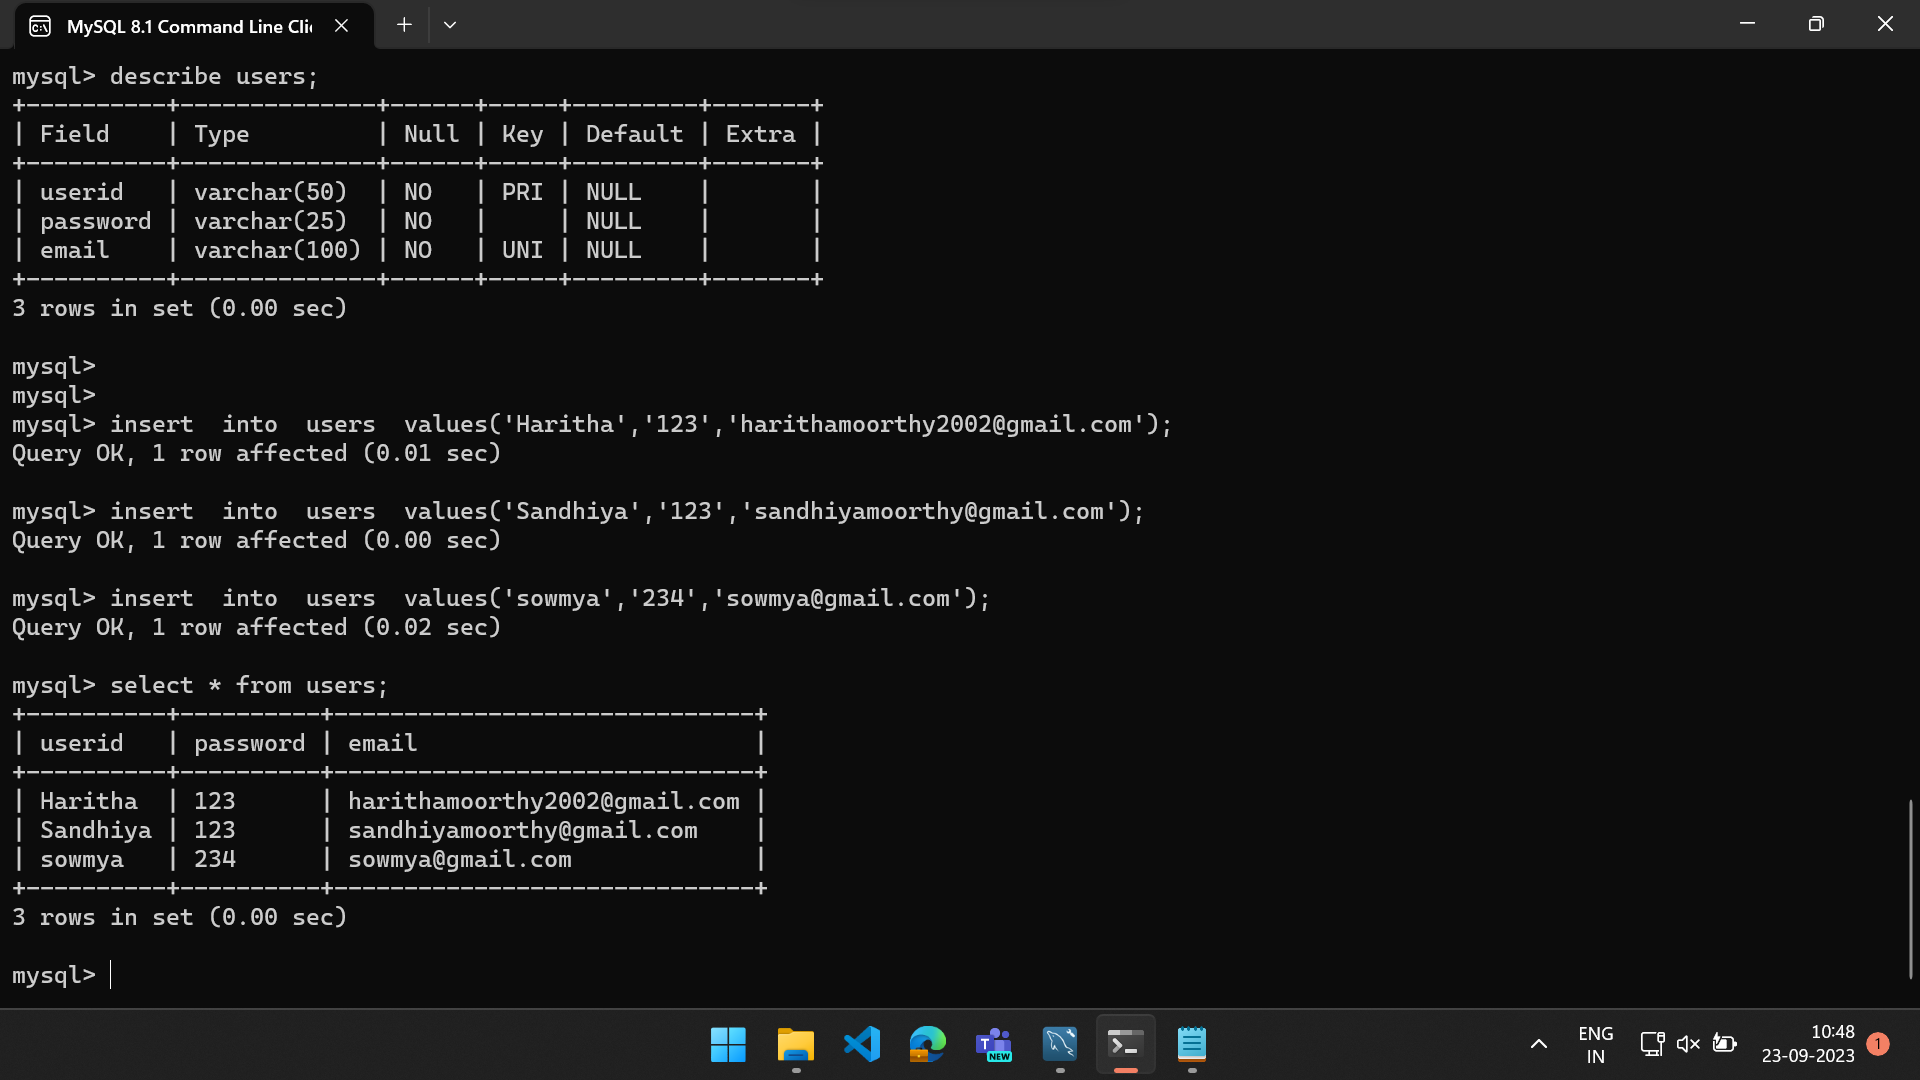 MySQL 8.1 Command Line Cli
mysql> describe users;
+----------+--------------+------+-----+---------+-------+
| Field    | Type         | Null | Key | Default | Extra |
+----------+--------------+------+-----+---------+-------+
| userid   | varchar(50)  | NO   | PRI | NULL    |       |
| password | varchar(25)  | NO   |     | NULL    |       |
| email    | varchar(100) | NO   | UNI | NULL    |       |
+----------+--------------+------+-----+---------+-------+
3 rows in set (0.00 sec)

mysql>
mysql>
mysql> insert  into  users  values('Haritha','123','harithamoorthy2002@gmail.com');
Query OK, 1 row affected (0.01 sec)

mysql> insert  into  users  values('Sandhiya','123','sandhiyamoorthy@gmail.com');
Query OK, 1 row affected (0.00 sec)

mysql> insert  into  users  values('sowmya','234','sowmya@gmail.com');
Query OK, 1 row affected (0.02 sec)

mysql> select * from users;
+----------+----------+------------------------------+
| userid   | password | email                        |
+----------+----------+------------------------------+
| Haritha  | 123      | harithamoorthy2002@gmail.com |
| Sandhiya | 123      | sandhiyamoorthy@gmail.com    |
| sowmya   | 234      | sowmya@gmail.com             |
+----------+----------+------------------------------+
3 rows in set (0.00 sec)

mysql>
NEW
ENG
IN
10:48
23-09-2023
1